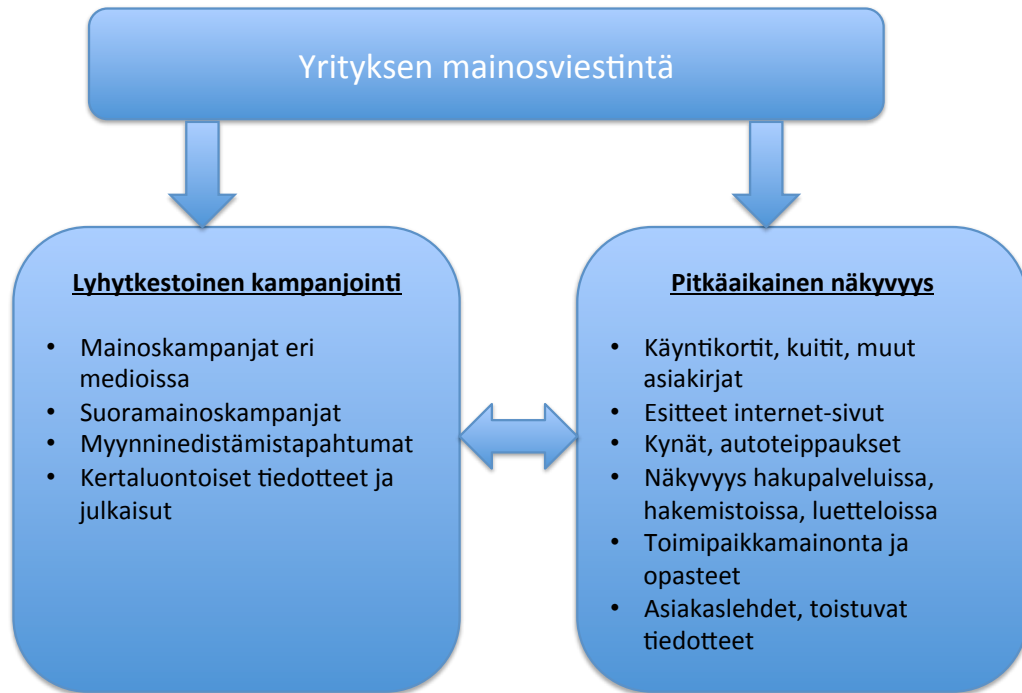 Yrityksen mainosviestintä
Lyhytkestoinen kampanjointi
• Mainoskampanjat eri
medioissa
• Suoramainoskampanjat
• Myynninedistämistapahtumat
• Kertaluontoiset tiedotteet ja
julkaisut
Pitkäaikainen näkyvyys
• Käyntikortit, kuitit, muut
asiakirjat
• Esitteet internet-sivut
• Kynät, autoteippaukset
• Näkyvyys hakupalveluissa,
hakemistoissa, luetteloissa
• Toimipaikkamainonta ja
opasteet
• Asiakaslehdet, toistuvat
tiedotteet